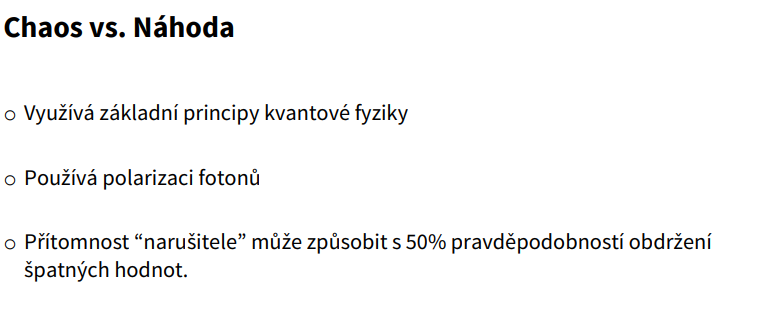 Chaos vs. Náhoda
○ Využívá základní principy kvantové fyziky
○ Používá polarizaci fotonů
○ Přítomnost “narušitele” může způsobit s 50% pravděpodobností obdržení
špatných hodnot.